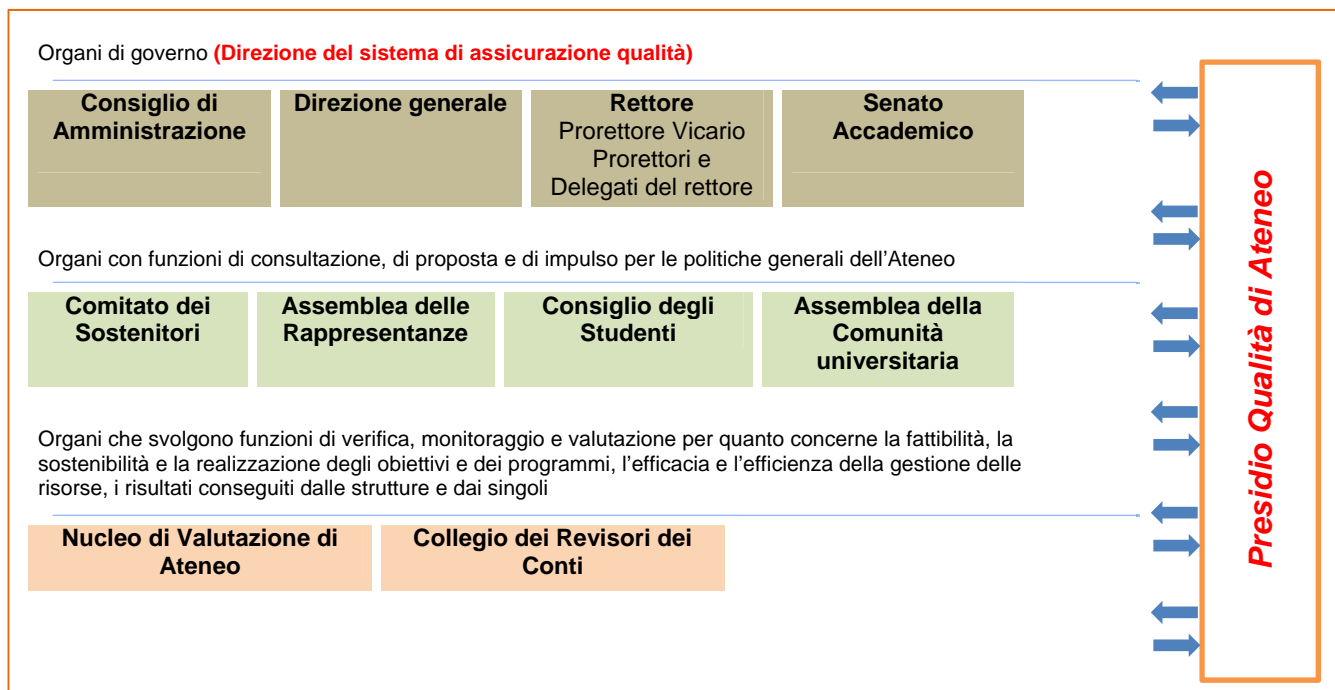 Organi di governo (Direzione del sistema di assicurazione qualità)
Consiglio di
Amministrazione
Direzione generale
Rettore
Prorettore Vicario
Prorettori e
Delegati del rettore
Senato
Accademico
Organi con funzioni di consultazione, di proposta e di impulso per le politiche generali dell’Ateneo
Comitato dei
Sostenitori
Assemblea delle
Rappresentanze
Consiglio degli
Studenti
Assemblea della
Comunità
universitaria
Organi che svolgono funzioni di verifica, monitoraggio e valutazione per quanto concerne la fattibilità, la
sostenibilità e la realizzazione degli obiettivi e dei programmi, l’efficacia e l’efficienza della gestione delle
risorse, i risultati conseguiti dalle strutture e dai singoli
Nucleo di Valutazione di
Ateneo
Collegio dei Revisori dei
Conti
Presidio Qualità di Ateneo